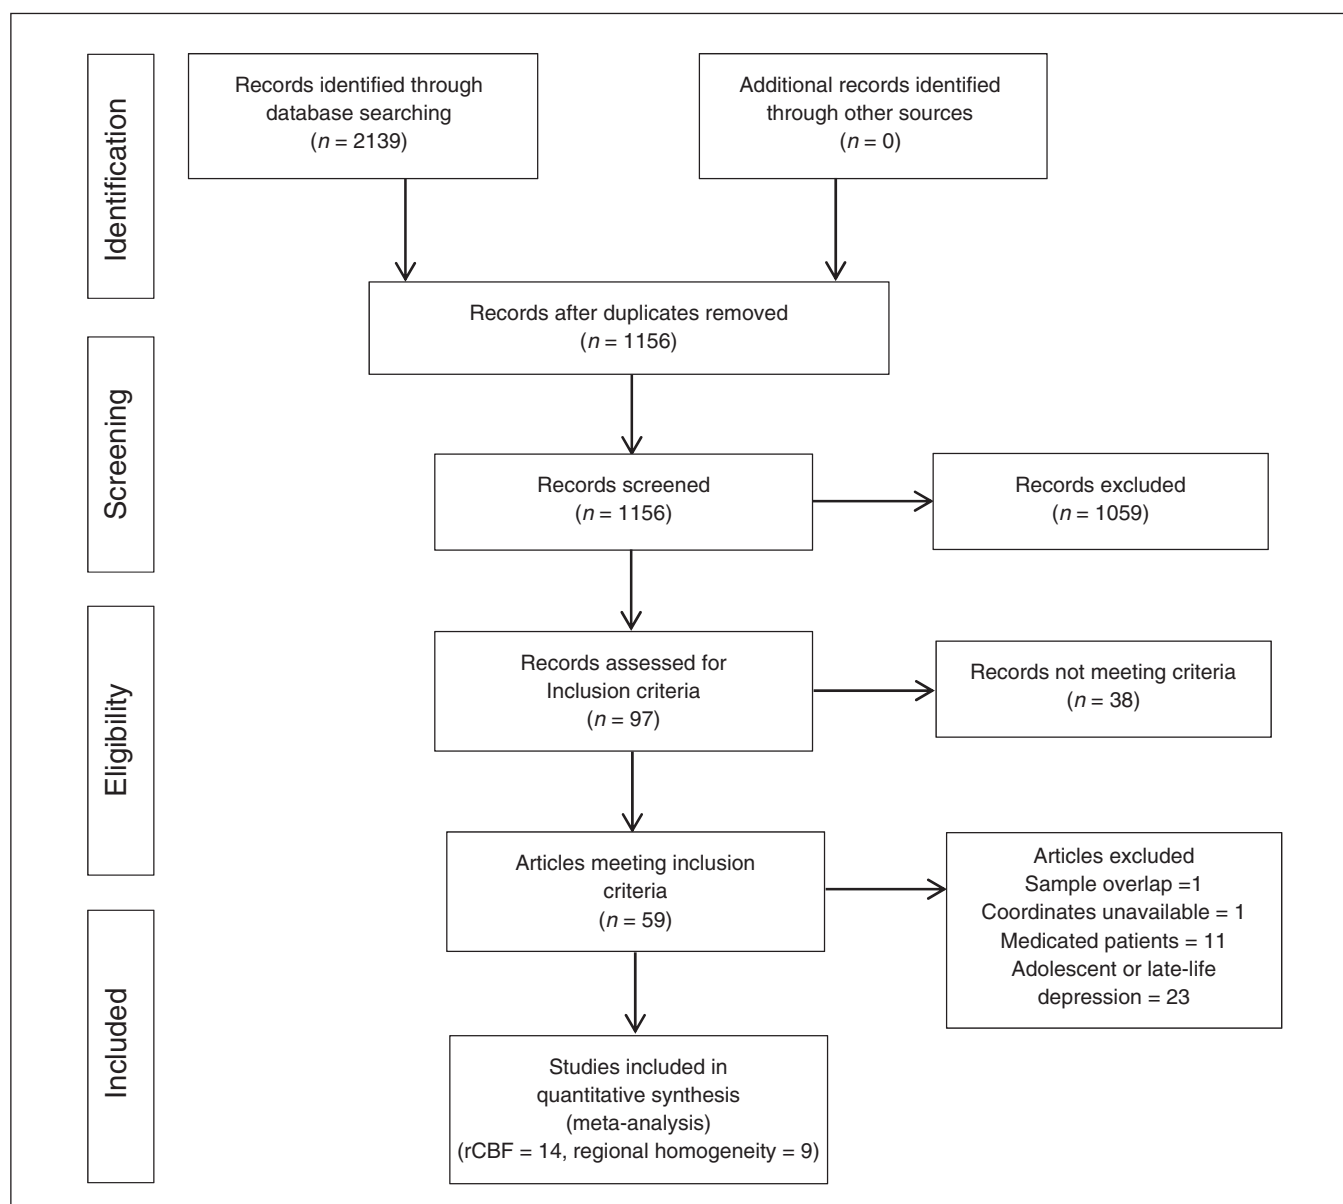 Identification
Records identified through
database searching
(n = 2139)
Additional records identified
through other sources
(n = 0)
Records after duplicates removed
(n = 1156)
Screening
Records screened
(n = 1156)
Records excluded
(n = 1059)
Eligibility
Records assessed for
Inclusion criteria
(n = 97)
Records not meeting criteria
(n = 38)
Articles meeting inclusion
criteria
(n = 59)
Articles excluded
Sample overlap =1
Coordinates unavailable = 1
Medicated patients = 11
Adolescent or late-life
depression = 23
Included
Studies included in
quantitative synthesis
(meta-analysis)
(rCBF = 14, regional homogeneity = 9)